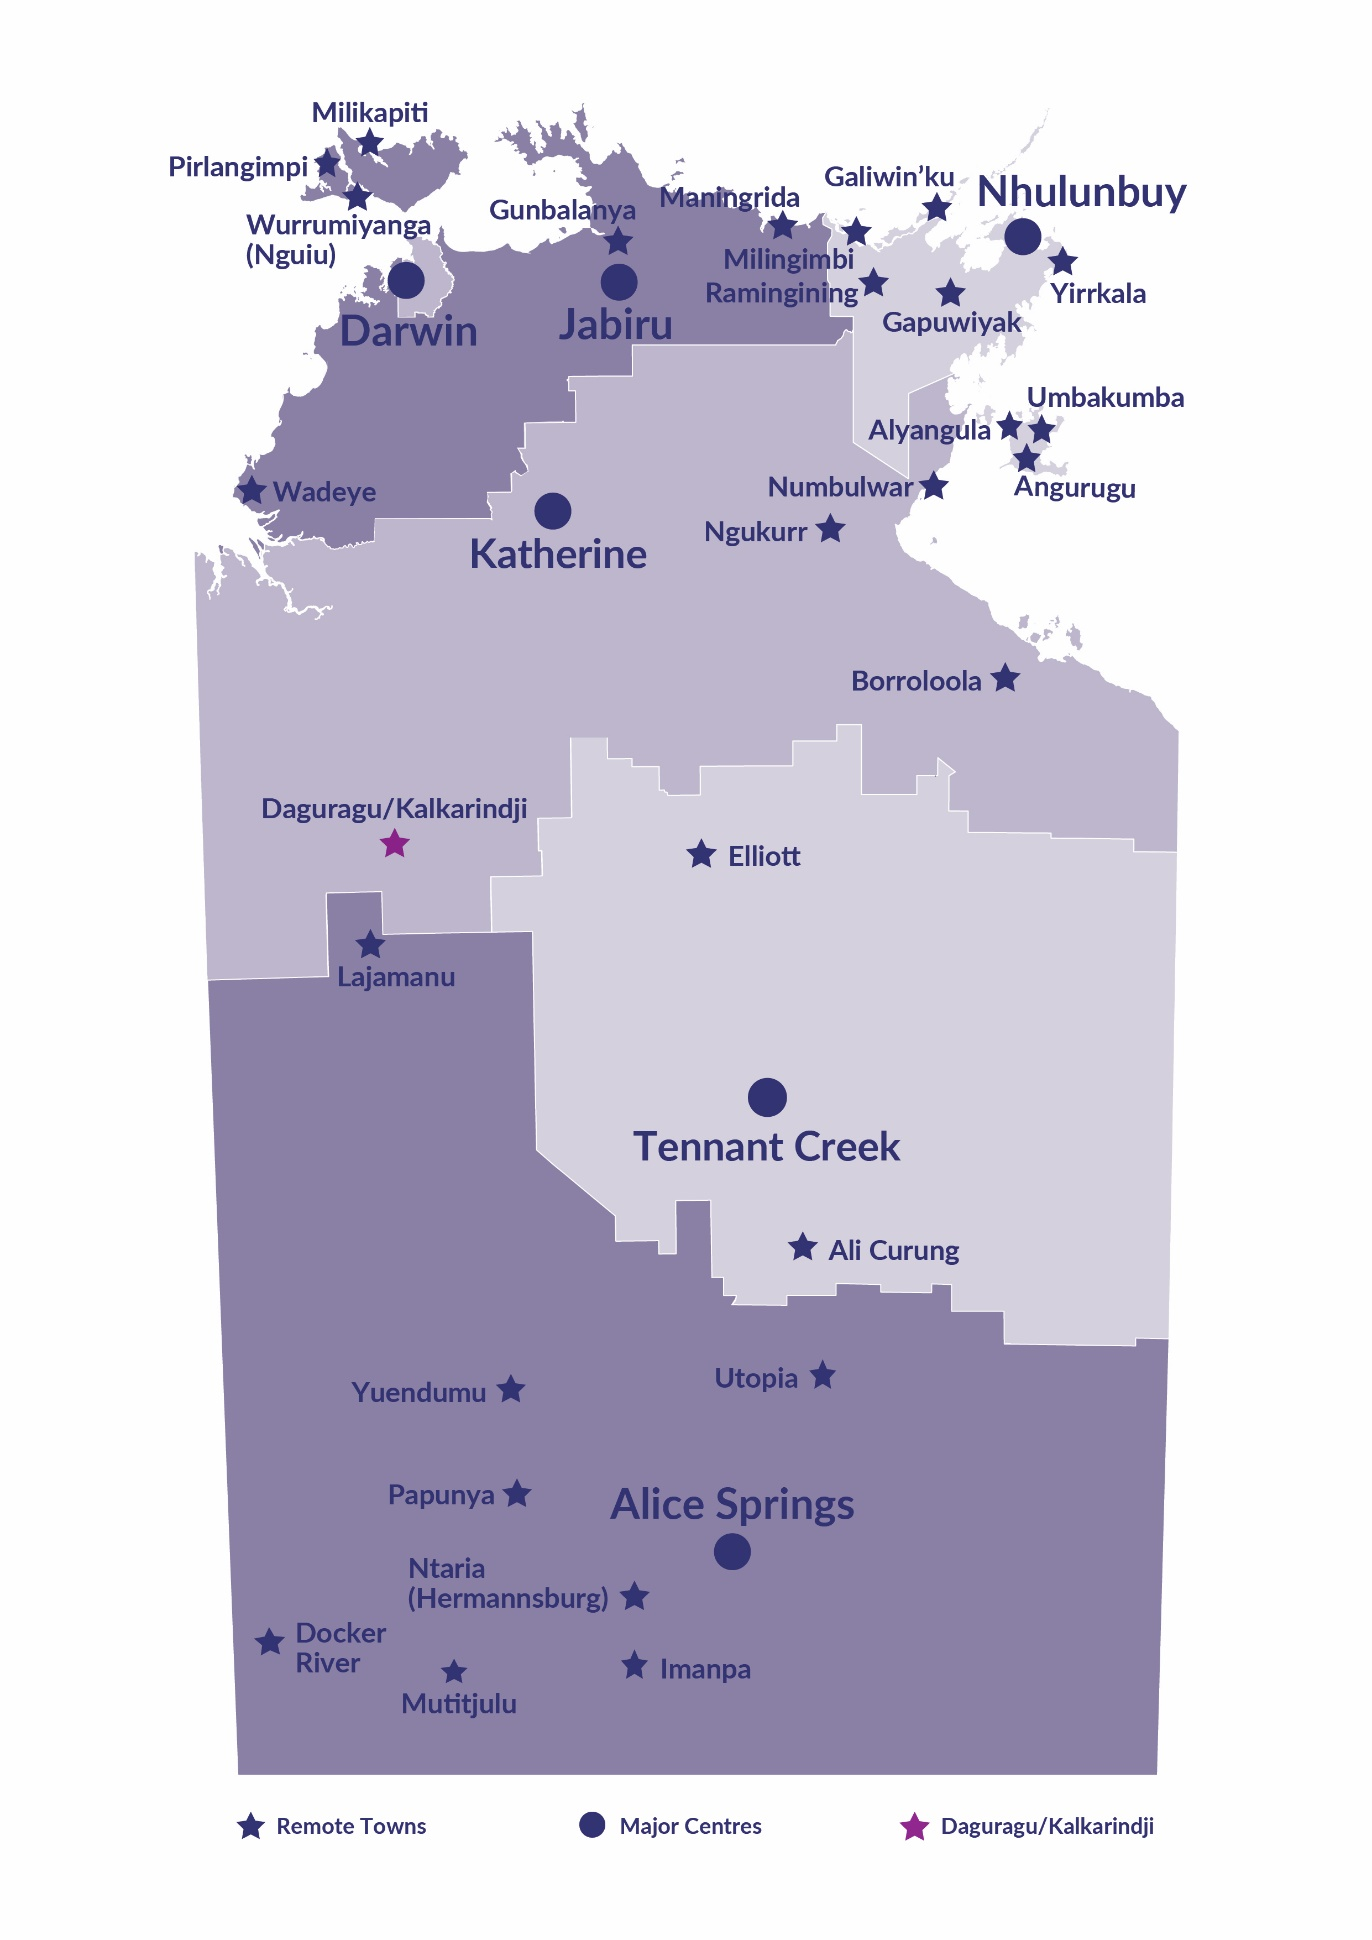 Milikapiti
Pirlangimpi
Wurrumiyanga
(Nguiu)
Gunbalanya
Maningrida
Galiwin’ku
Nhulunbuy
Milingimbi
Ramingining
Yirrkala
Gapuwiyak
Darwin
Jabiru
Umbakumba
Alyangula
Angurugu
Wadeye
Numbulwar
Ngukurr
Katherine
Borroloola
Daguragu/Kalkarindji
Elliott
Lajamanu
Tennant Creek
Ali Curung
Yuendumu
Utopia
Papunya
Alice Springs
Ntaria
(Hermannsburg)
Docker
River
Imanpa
Mutitjulu
Remote Towns
Major Centres
Daguragu/Kalkarindji